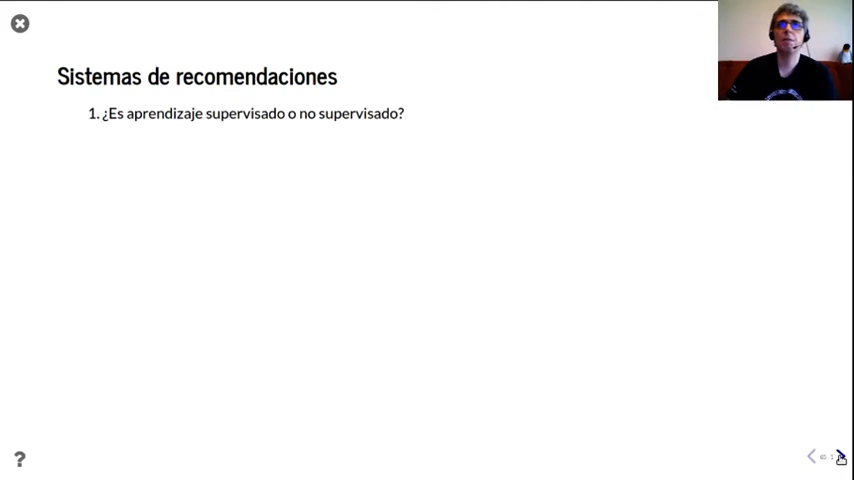 Sistemas de recomendaciones
1. ¿Es aprendizaje supervisado o no supervisado?
?